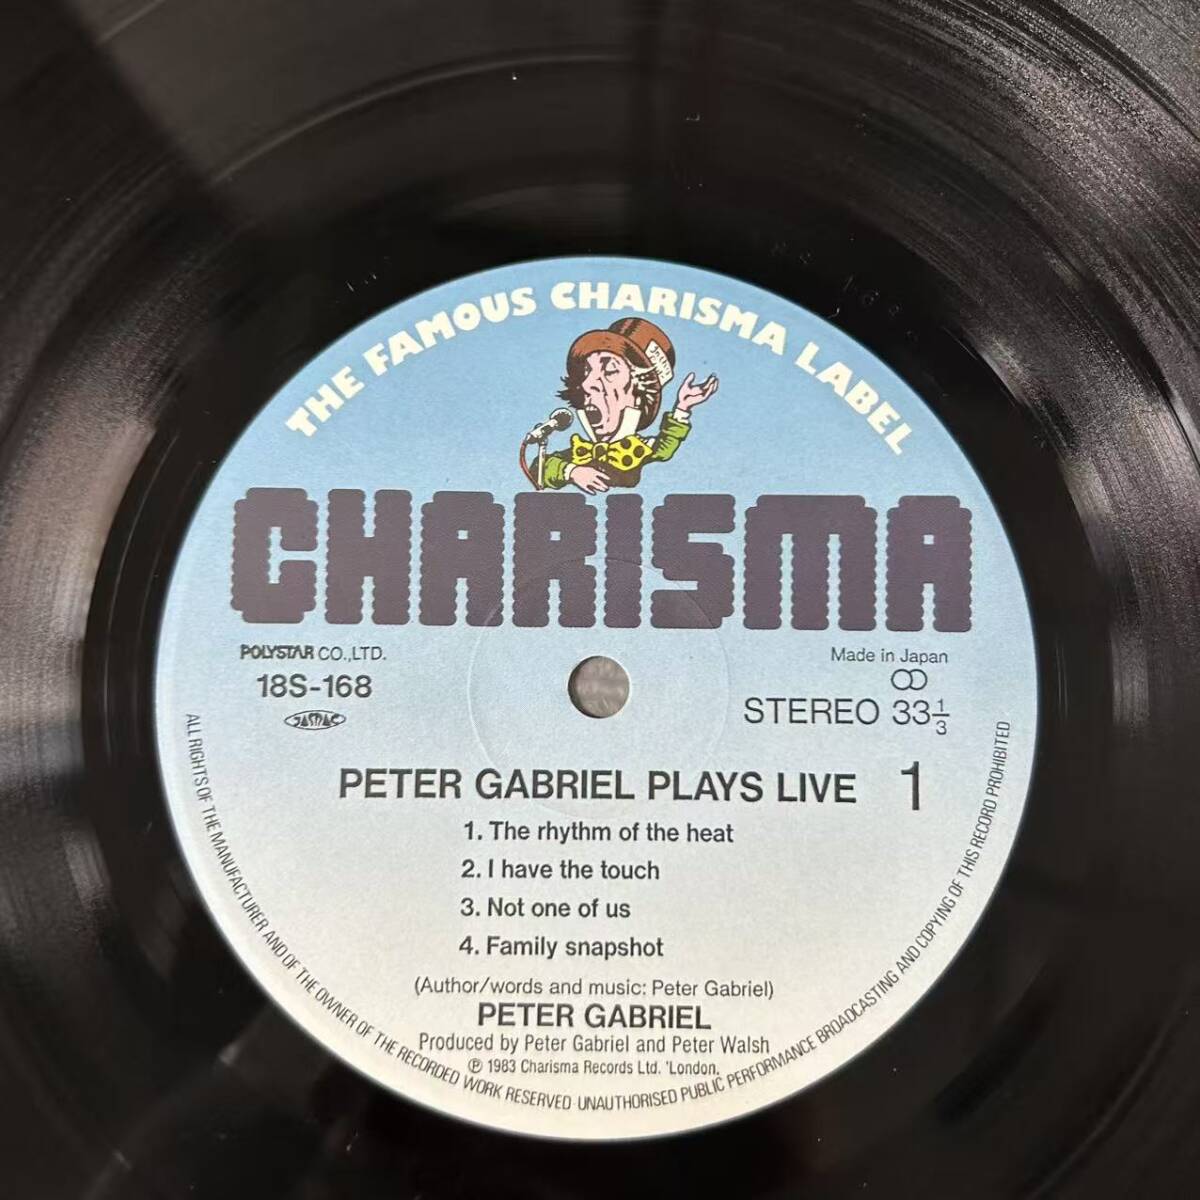 THE FAMOUS CHARISMA LABEL
CHARISMA
POLYSTAR CO.,LTD.
Made in Japan
18S-168
STEREO 33 1/3
JASRAC
PETER GABRIEL PLAYS LIVE 1
1. The rhythm of the heat
2. I have the touch
3. Not one of us
4. Family snapshot
(Author/words and music: Peter Gabriel)
PETER GABRIEL
Produced by Peter Gabriel and Peter Walsh
℗ 1983 Charisma Records Ltd. 'London.
ALL RIGHTS OF THE MANUFACTURER AND OF THE OWNER OF THE RECORDED WORK RESERVED UNAUTHORISED PUBLIC PERFORMANCE BROADCASTING AND COPYING OF THIS RECORD PROHIBITED